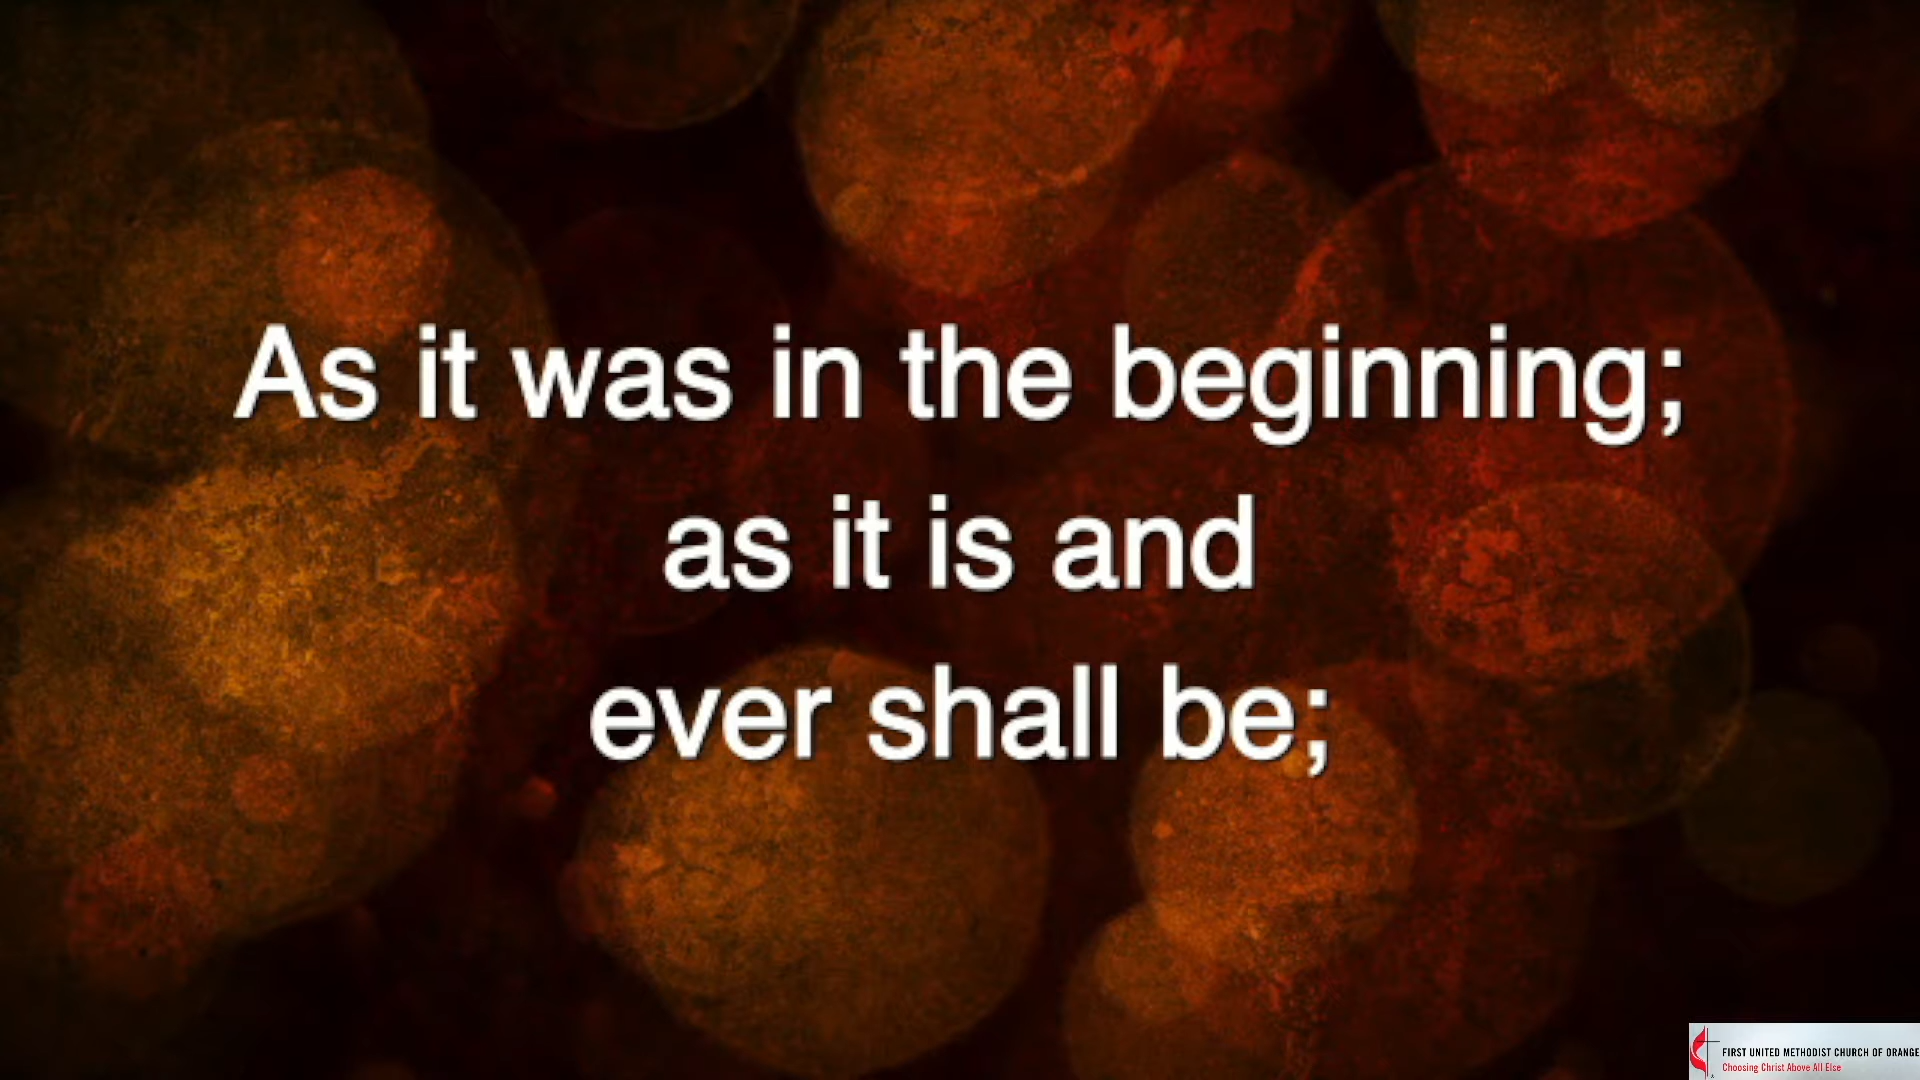 As it was in the beginning;
as it is and
ever shall be;
FIRST UNITED METHODIST CHURCH OF ORANGE
Choosing Christ Above All Else